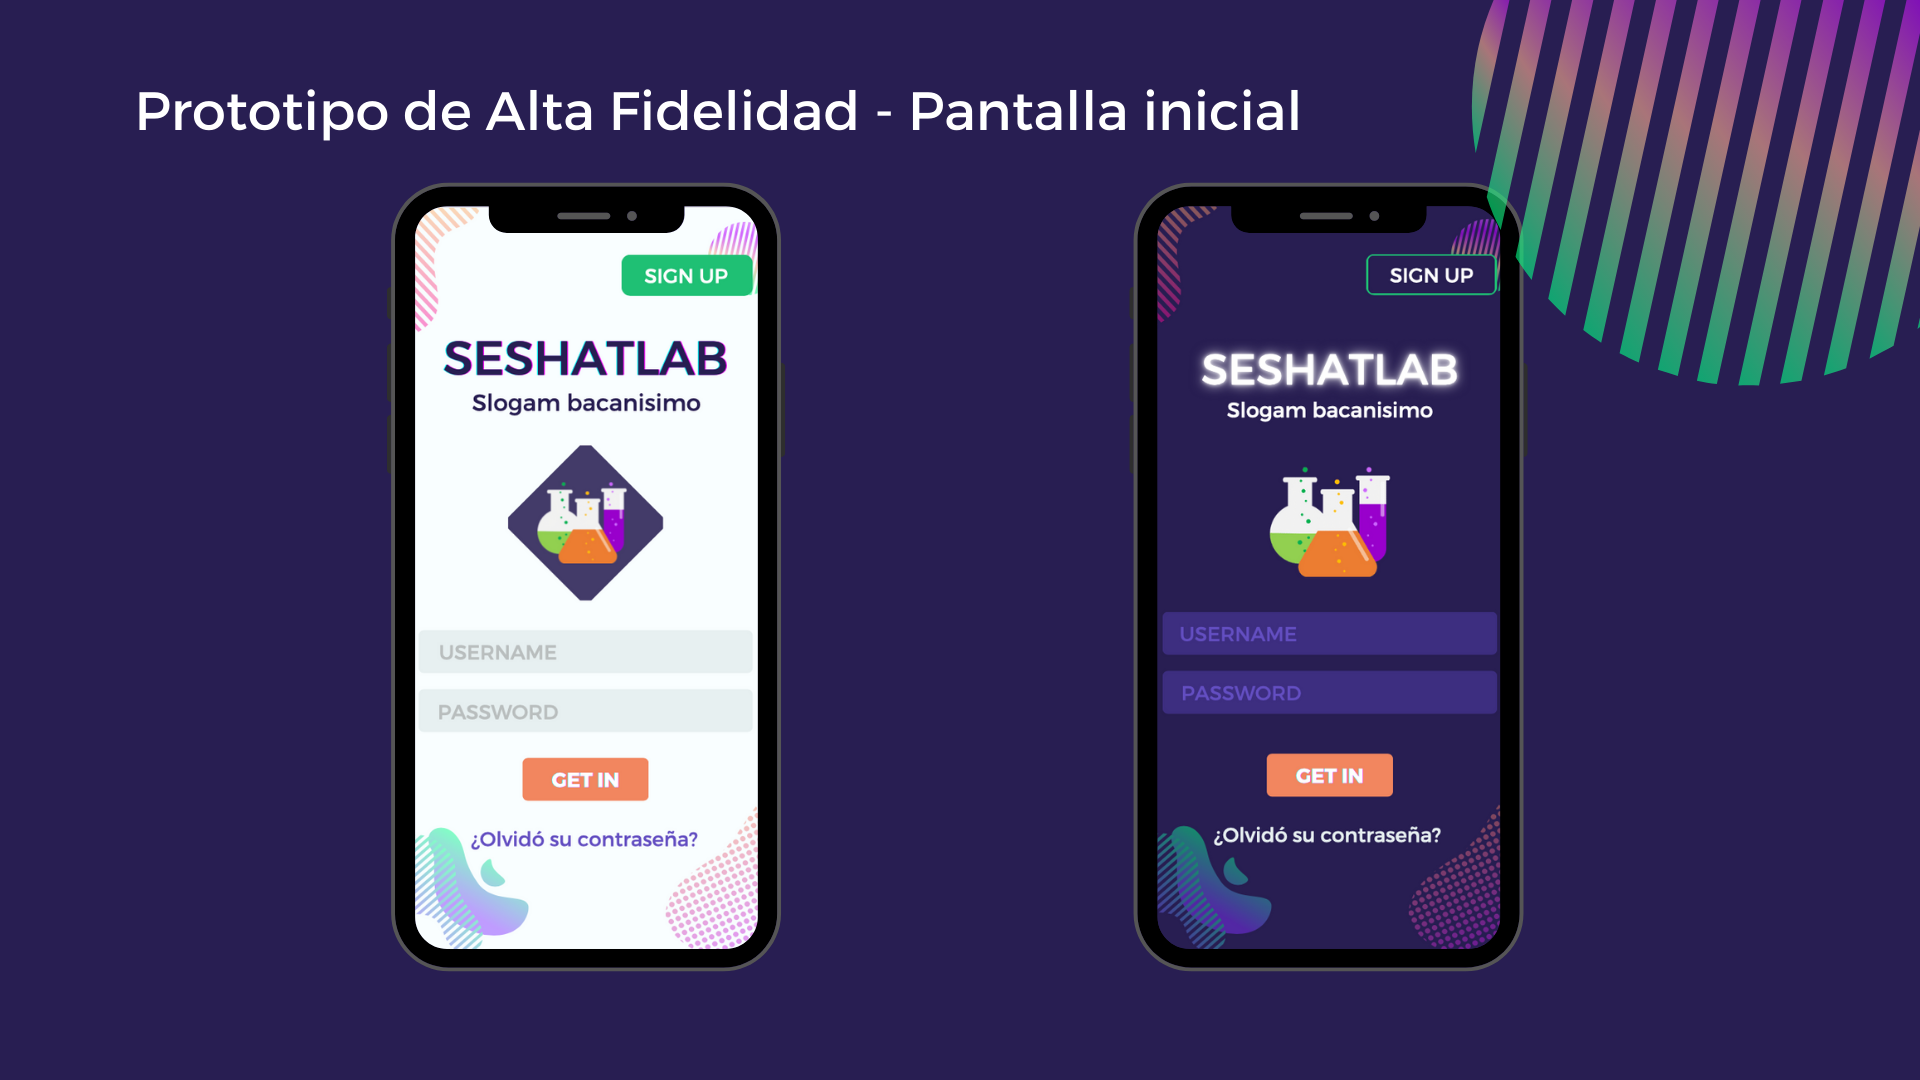 Prototipo de Alta Fidelidad - Pantalla inicial
SIGN UP
SESHATLAB
Slogam bacanisimo
USERNAME
PASSWORD
GET IN
¿Olvidó su contraseña?
SIGN UP
SESHATLAB
Slogam bacanisimo
USERNAME
PASSWORD
GET IN
¿Olvidó su contraseña?